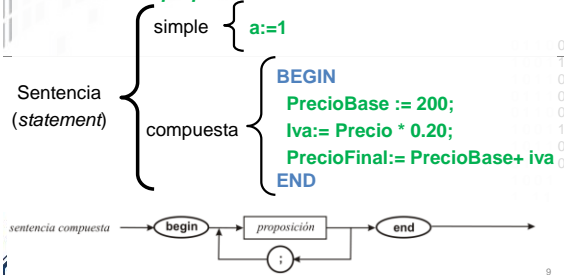 simple
a:=1
Sentencia
(statement)
compuesta
BEGIN
PrecioBase := 200;
Iva:= Precio * 0.20;
PrecioFinal:= PrecioBase+ iva
END
sentencia compuesta
begin
proposición
end
;
9